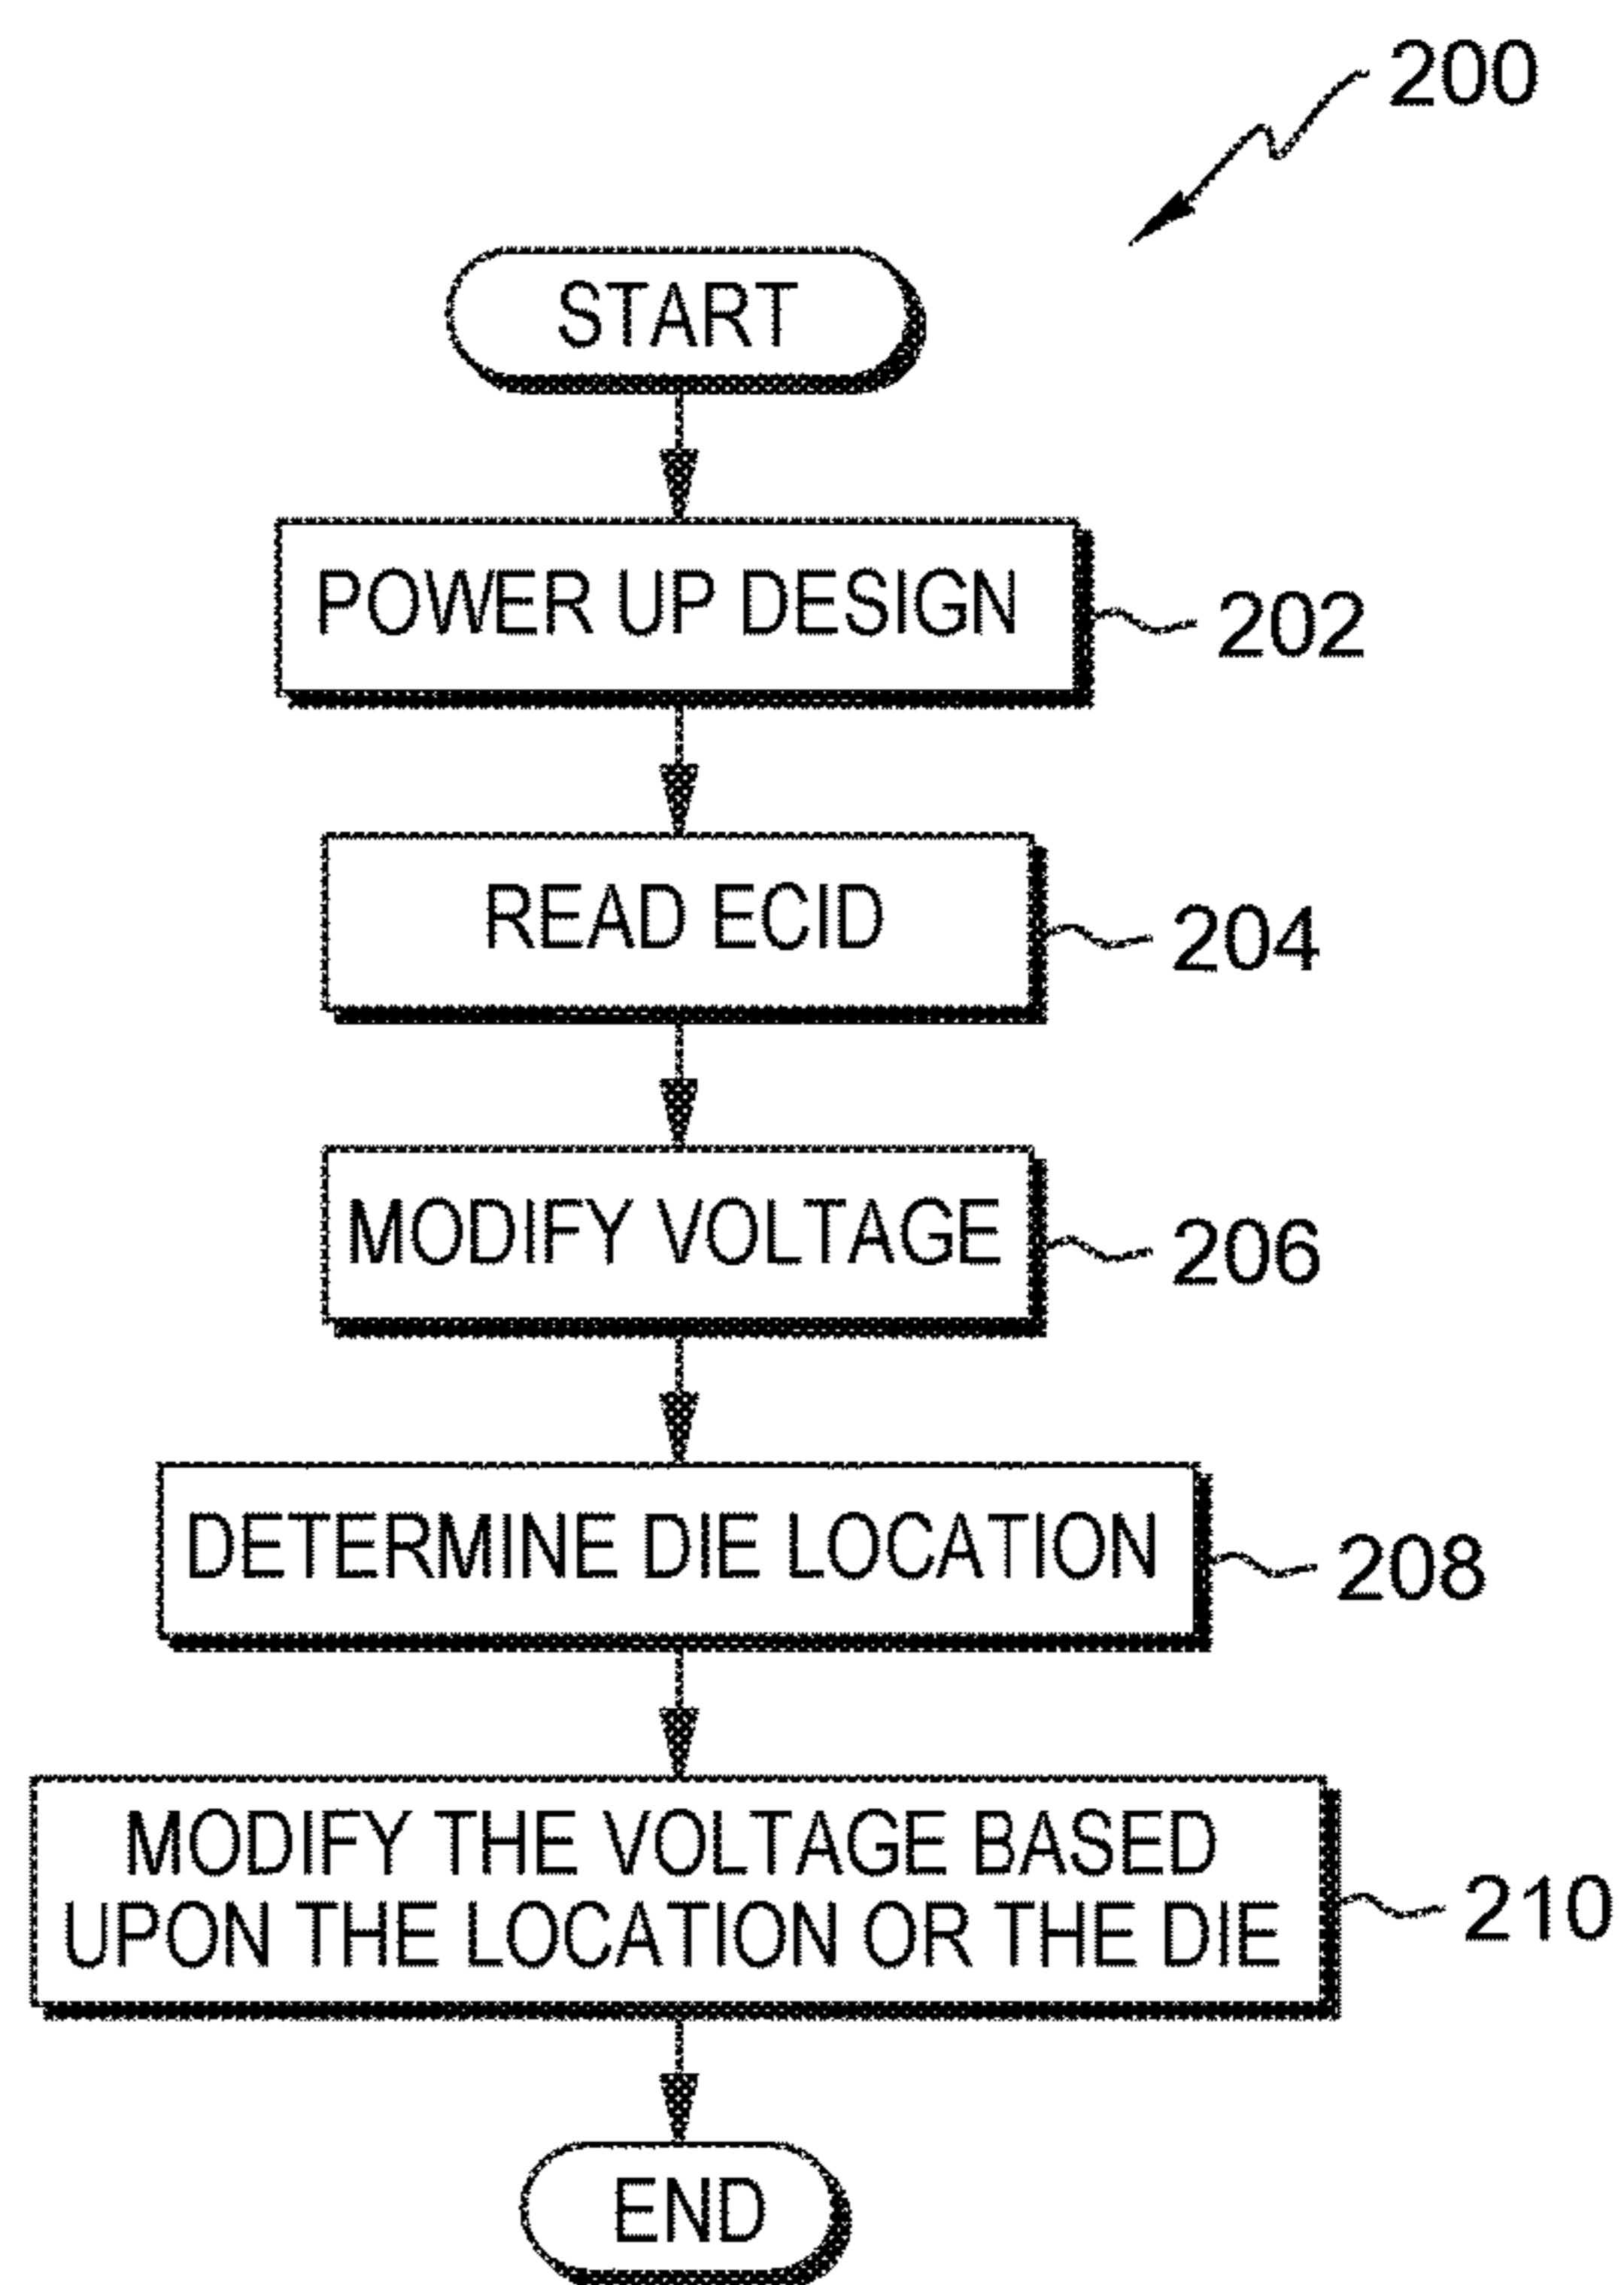 200
START
POWER UP DESIGN
202
READ ECID
204
MODIFY VOLTAGE
206
DETERMINE DIE LOCATION
208
MODIFY THE VOLTAGE BASED
UPON THE LOCATION OR THE DIE
210
END